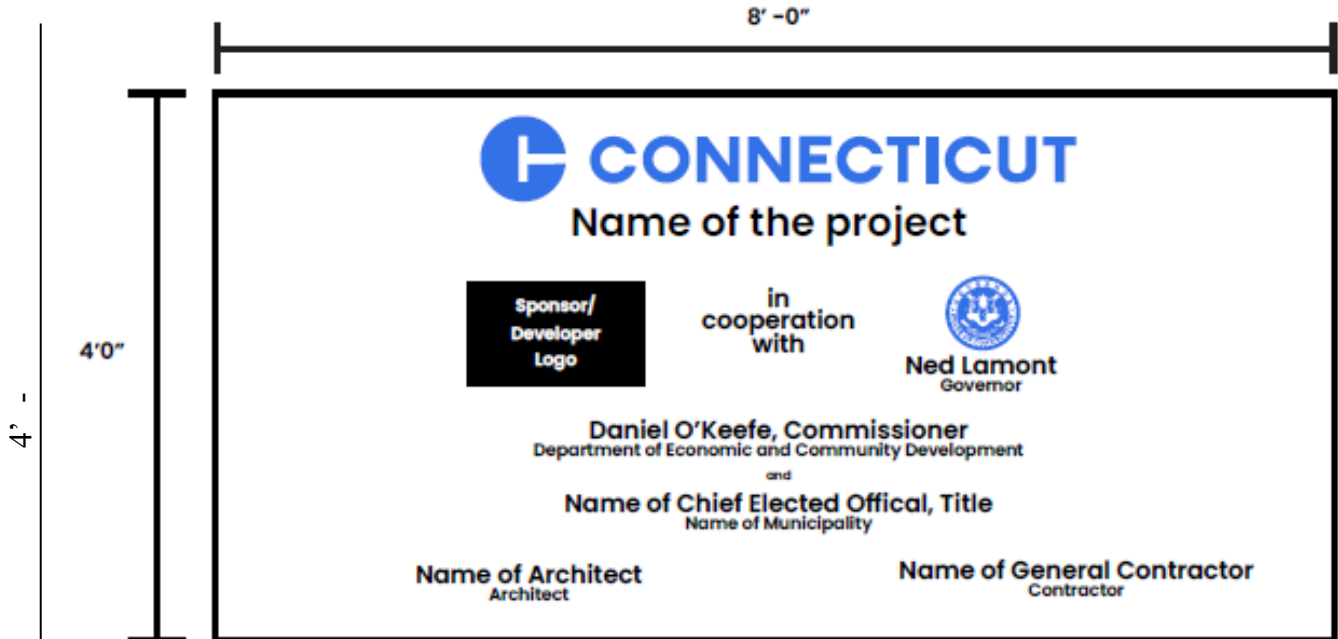 8' -0"
CONNECTICUT
Name of the project
4'0"
4' -
Sponsor/
Developer
Logo
in
cooperation
with
Ned Lamont
Governor
Daniel O'Keefe, Commissioner
Department of Economic and Community Development
and
Name of Chief Elected Offical, Title
Name of Municipality
Name of Architect
Architect
Name of General Contractor
Contractor